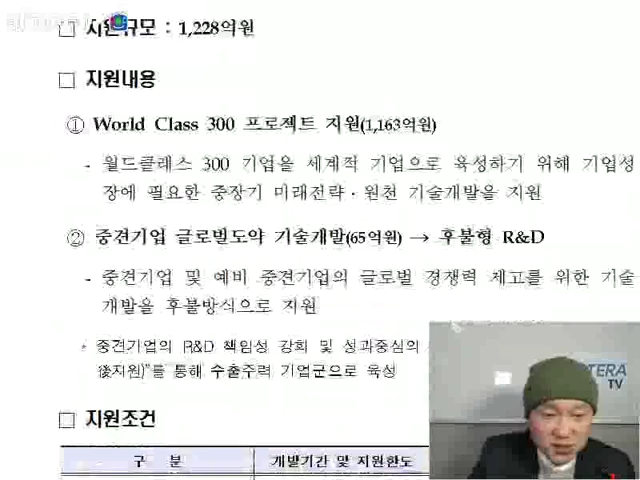 □ 지원규모 : 1,228억원
□ 지원내용
① World Class 300 프로젝트 지원(1,163억원)
- 월드클래스 300 기업을 세계적 기업으로 육성하기 위해 기업성
장에 필요한 중장기 미래전략·원천 기술개발을 지원
② 중견기업 글로벌도약 기술개발(65억원) → 후불형 R&D
- 중견기업 및 예비 중견기업의 글로벌 경쟁력 제고를 위한 기술
개발을 후불방식으로 지원
* 중견기업의 R&D 책임성 강화 및 성과중심의
後지원)"를 통해 수출주력 기업군으로 육성
TERA
TV
□ 지원조건
구 분 개발기간 및 지원한도